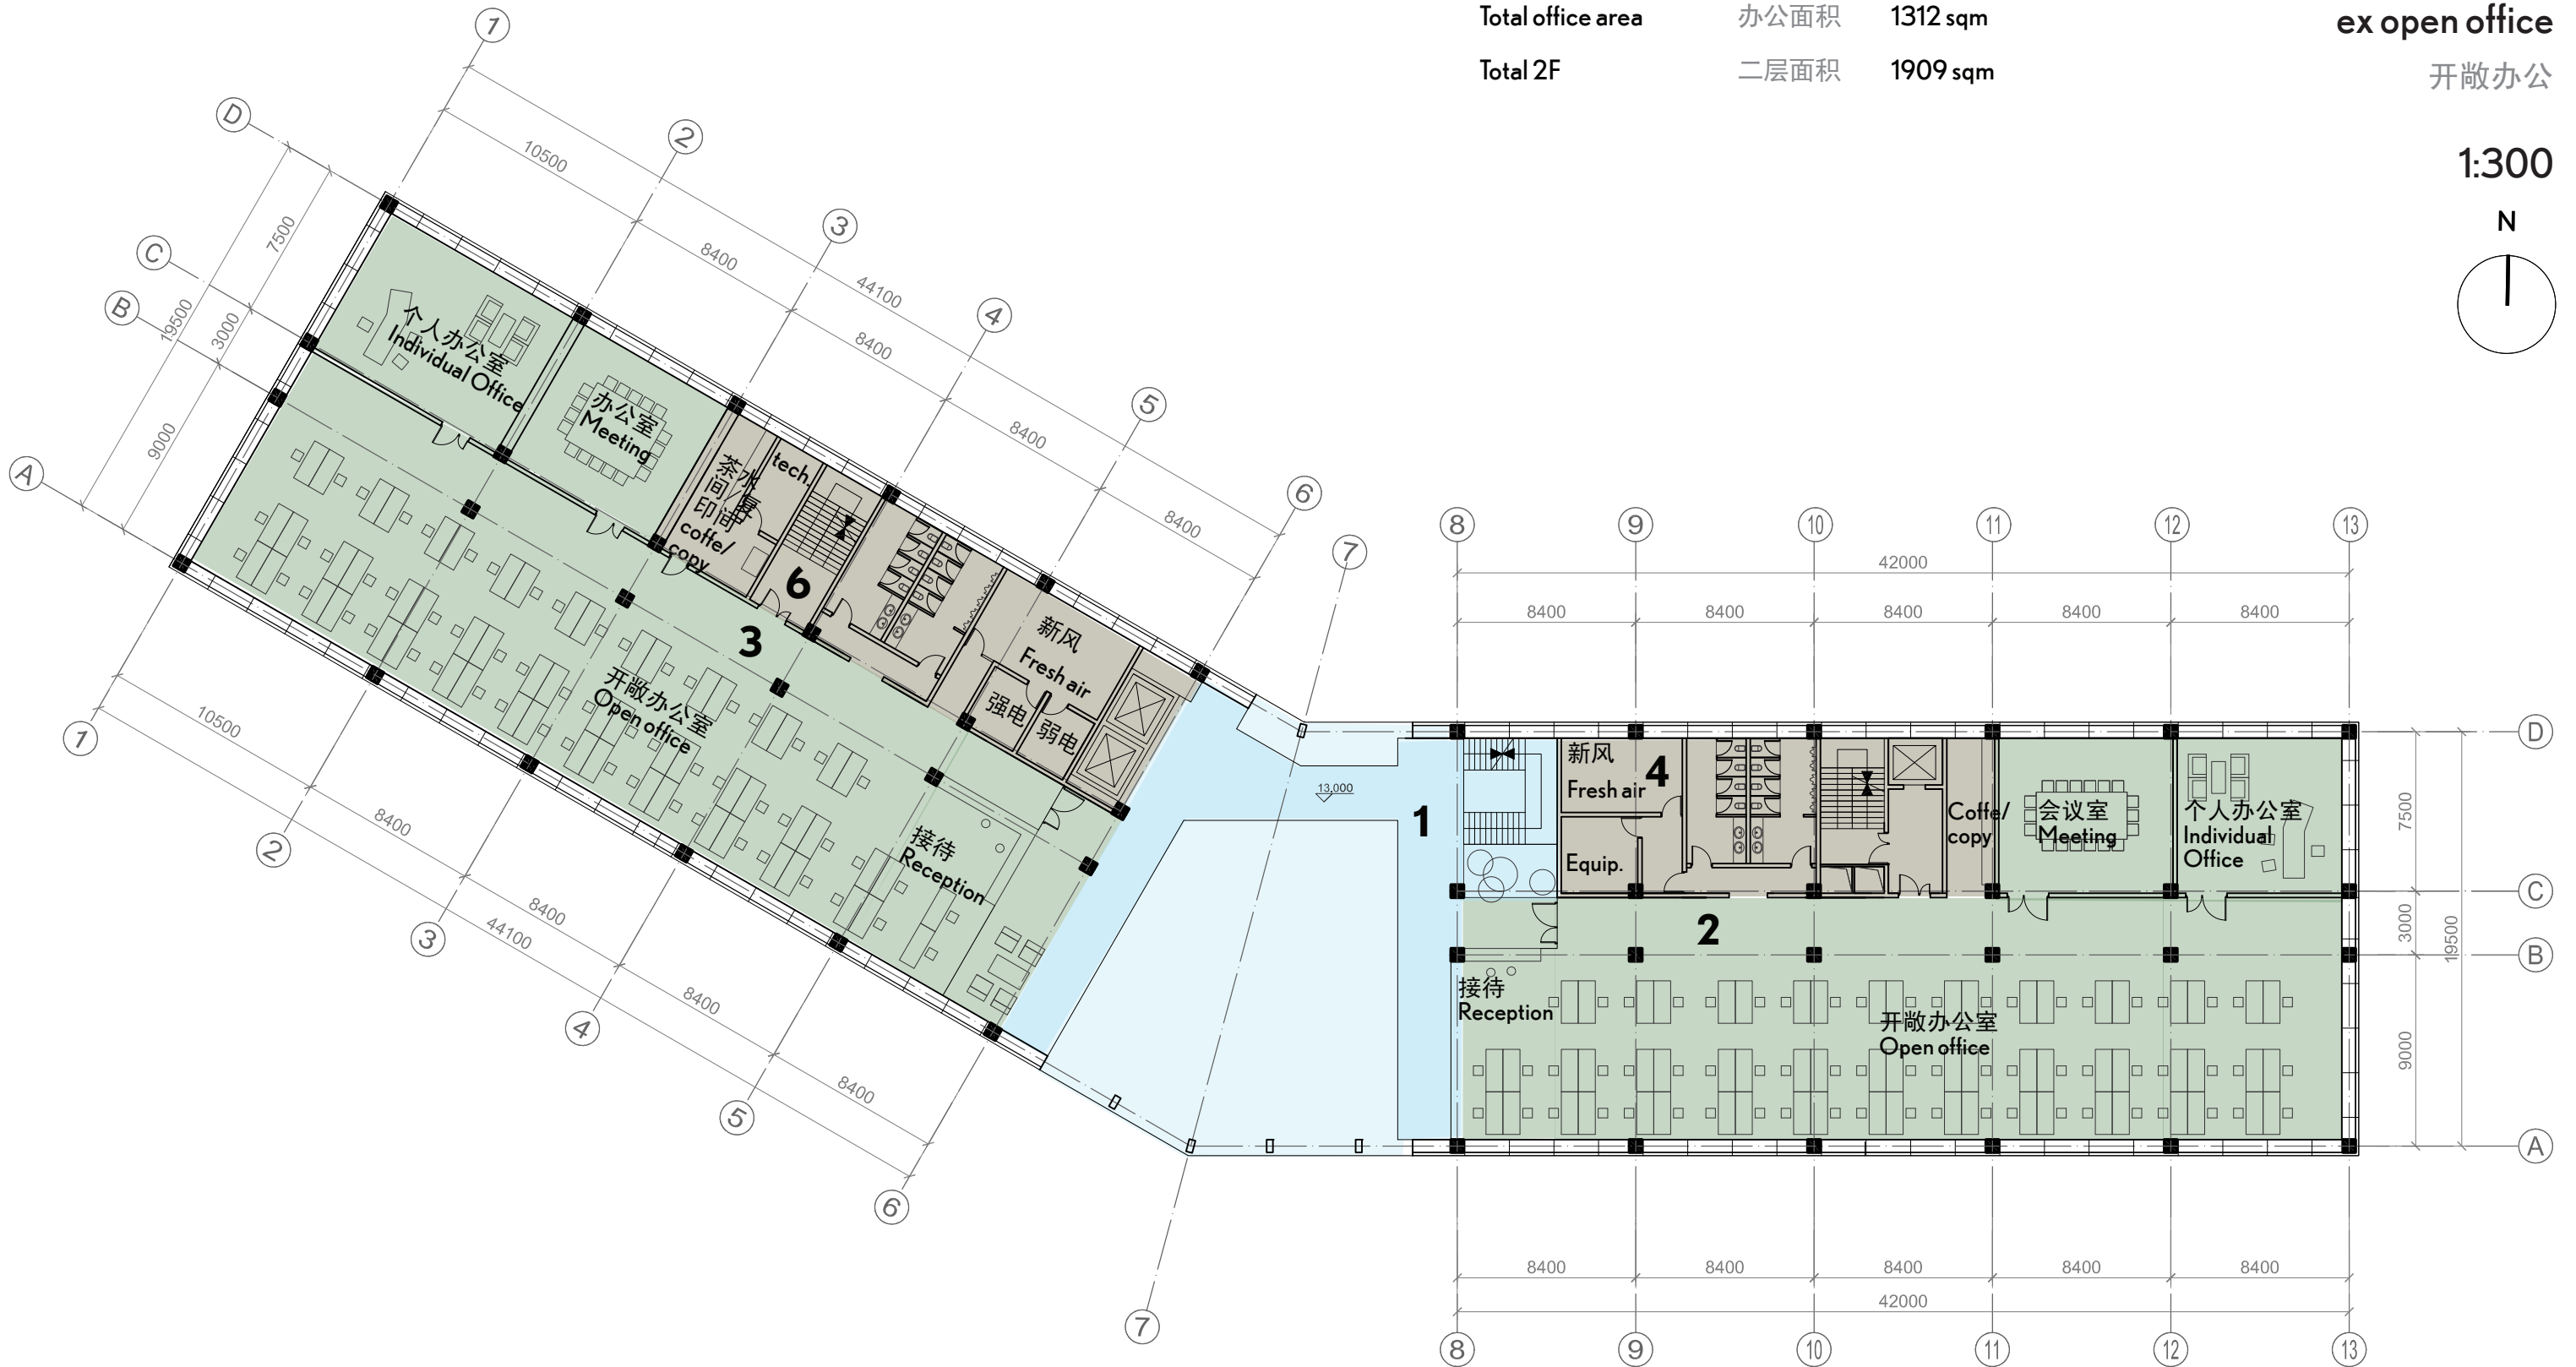 Total office area 办公面积 1312 sqm
Total 2F 二层面积 1909 sqm
ex open office
开敞办公
1:300
N
1
2
3
4
5
6
7
D
C
B
A
10500
8400
44100
8400
8400
8400
7500
3000
19500
9000
个人办公室
Individual Office
办公室
Meeting
tech.
coffe/
copy
6
3
新风
Fresh air
强电
弱电
开敞办公室
Open office
接待
Reception
1
2
3
4
5
6
7
10500
8400
8400
44100
8400
8400
13,000
1
8
9
10
11
12
13
42000
8400
8400
8400
8400
8400
新风
Fresh air
4
Equip.
Coffe/
copy
会议室
Meeting
个人办公室
Individual
Office
2
接待
Reception
开敞办公室
Open office
D
C
B
A
7500
3000
19500
9000
8400
8400
8400
8400
8400
42000
8
9
10
11
12
13